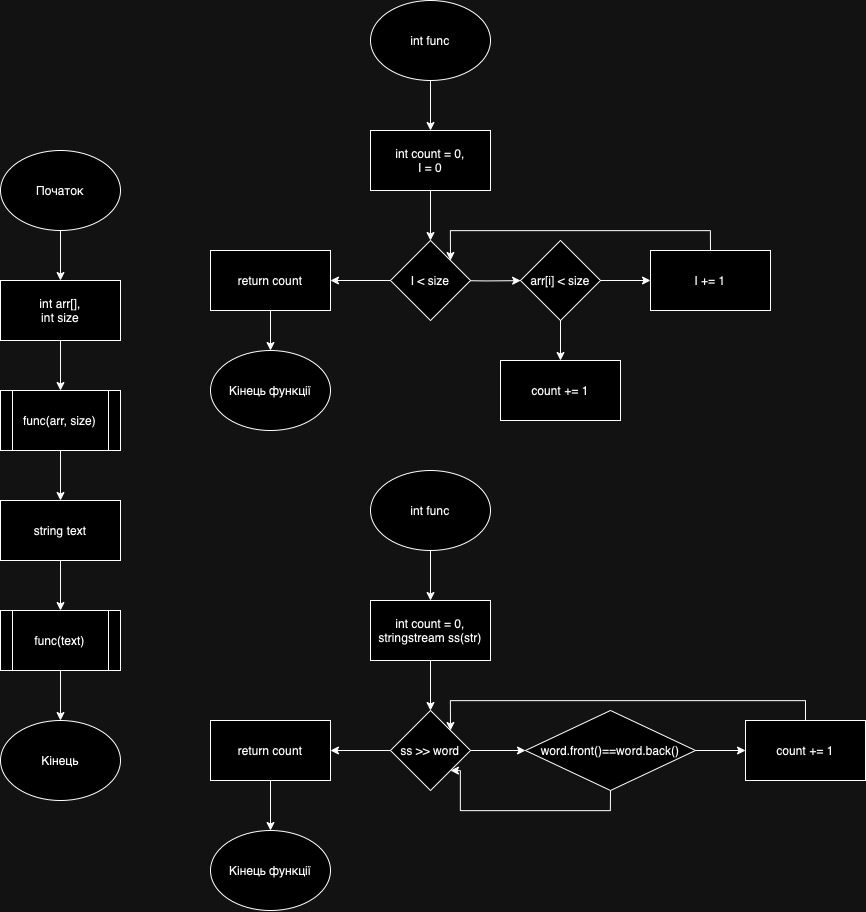 Початок
int arr[],
int size
func(arr, size)
string text
func(text)
Кінець
int func
int count = 0,
I = 0
I < size
arr[i] < size
I += 1
return count
count += 1
Кінець функції
int func
int count = 0,
stringstream ss(str)
ss >> word
word.front()==word.back()
count += 1
return count
Кінець функції